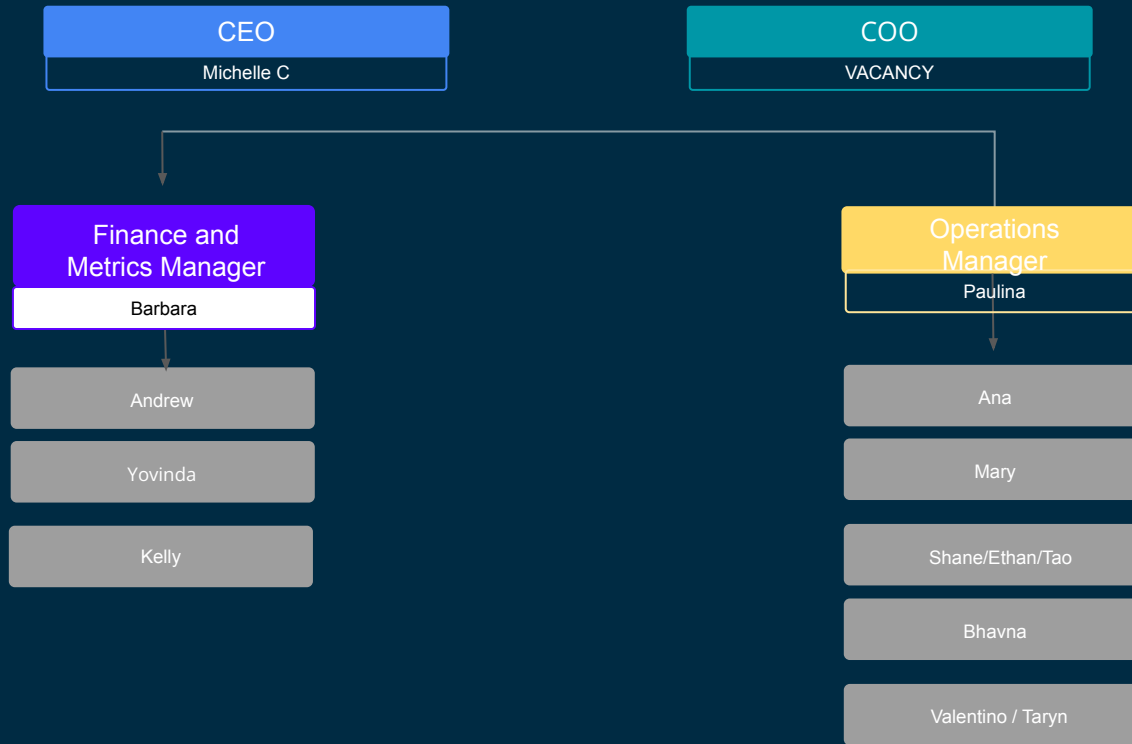 CEO
Michelle C
COO
VACANCY
Finance and
Metrics Manager
Barbara
Andrew
Yovinda
Kelly
Operations
Manager
Paulina
Ana
Mary
Shane/Ethan/Tao
Bhavna
Valentino / Taryn